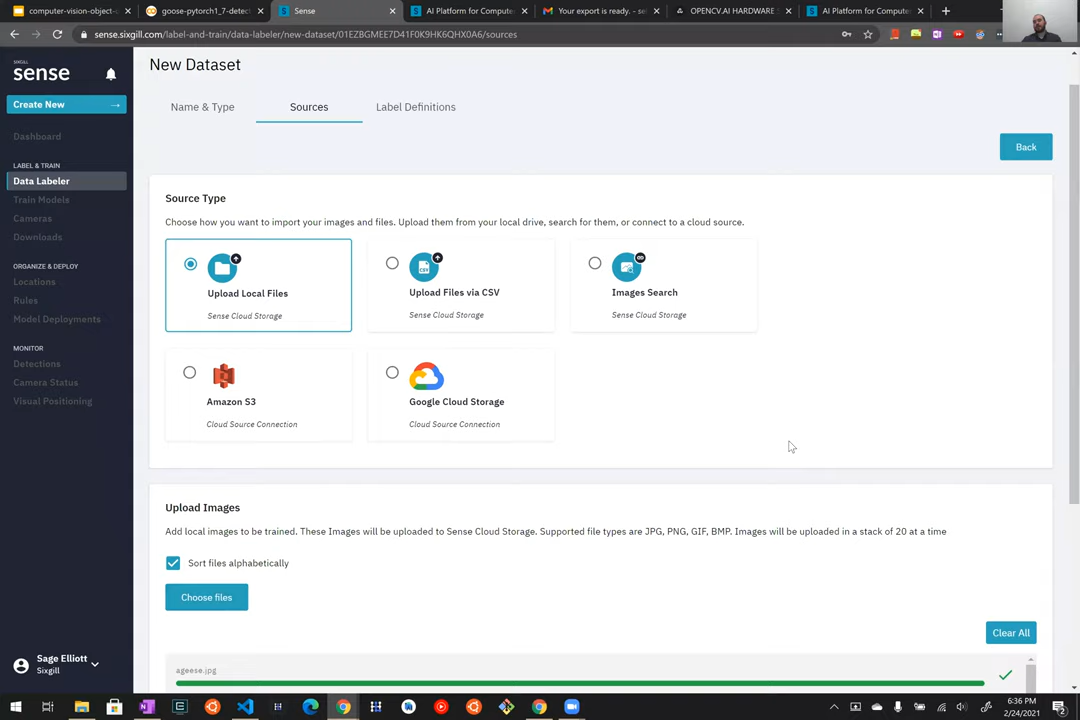 computer-vision-object-d
goose-pytorch1_7-detect
Sense
AI Platform for Compute
Your export is ready. - se
OPENCV.AI HARDWARE S
AI Platform for Compute
sense.sixgill.com/label-and-train/data-labeler/new-dataset/01EZBGMEE7D41F0K9HK6QHX0A6/sources
SIXGILL
sense
Create New →
Dashboard
LABEL & TRAIN
Data Labeler
Train Models
Cameras
Downloads
ORGANIZE & DEPLOY
Locations
Rules
Model Deployments
MONITOR
Detections
Camera Status
Visual Positioning
Sage Elliott
Sixgill
New Dataset
Name & Type
Sources
Label Definitions
Back
Source Type
Choose how you want to import your images and files. Upload them from your local drive, search for them, or connect to a cloud source.
Upload Local Files
Sense Cloud Storage
CSV
Upload Files via CSV
Sense Cloud Storage
Images Search
Sense Cloud Storage
Amazon S3
Cloud Source Connection
Google Cloud Storage
Cloud Source Connection
Upload Images
Add local images to be trained. These Images will be uploaded to Sense Cloud Storage. Supported file types are JPG, PNG, GIF, BMP. Images will be uploaded in a stack of 20 at a time
Sort files alphabetically
Choose files
Clear All
ageese.jpg
6:36 PM
2/24/2021